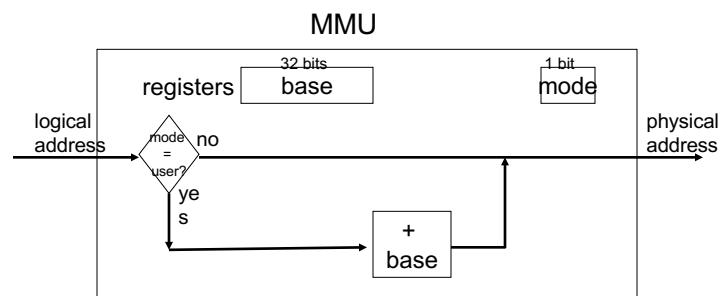 MMU
32 bits
1 bit
registers
base
mode
logical
address
mode
=
user?
no
physical
address
ye
s
+
base